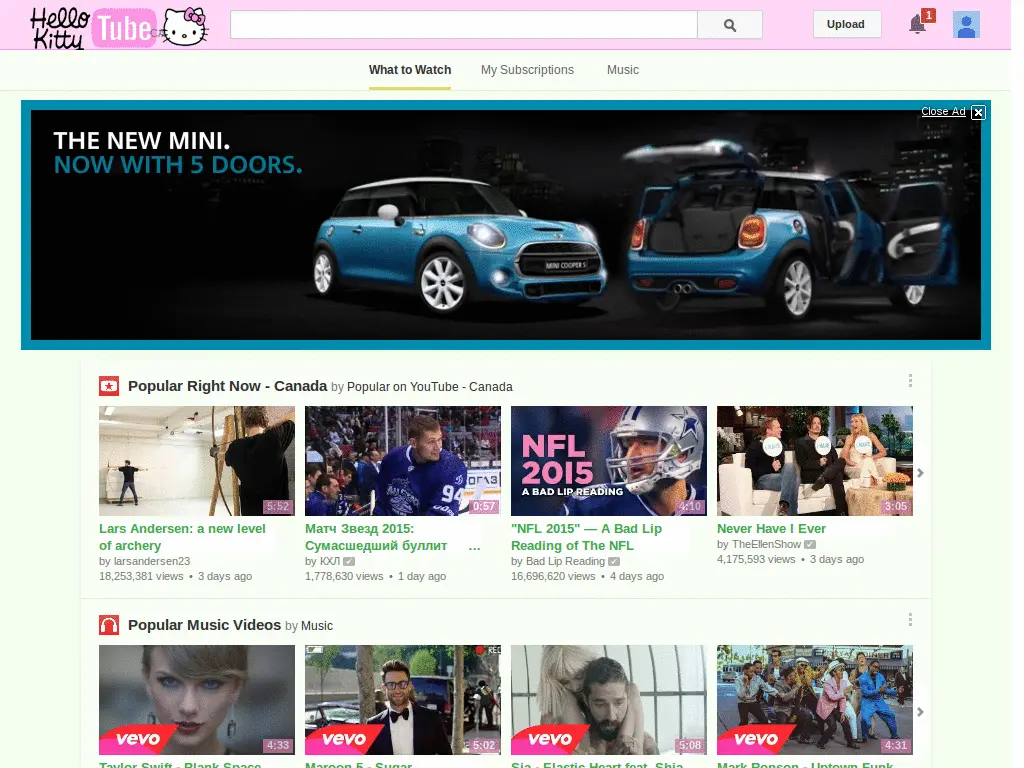 Hello Kitty Tube CA
Upload
1
What to Watch My Subscriptions Music
Close Ad
THE NEW MINI.
NOW WITH 5 DOORS.
MINI COOPER S
Popular Right Now - Canada by Popular on YouTube - Canada
5:52
94
ОГАЗ
0:57
NFL
2015
A BAD LIP READING
4:10
3:05
Lars Andersen: a new level
of archery
by larsandersen23
18,253,381 views • 3 days ago
Матч Звезд 2015:
Сумасшедший буллит ...
by КХЛ
1,778,630 views • 1 day ago
"NFL 2015" — A Bad Lip
Reading of The NFL
by Bad Lip Reading
16,696,620 views • 4 days ago
Never Have I Ever
by TheEllenShow
4,175,593 views • 3 days ago
Popular Music Videos by Music
vevo
4:33
REC
vevo
5:02
vevo
5:08
vevo
4:31
Taylor Swift - Blank Space
Maroon 5 - Sugar
Sia - Elastic Heart feat. Shia
Mark Ronson - Uptown Funk